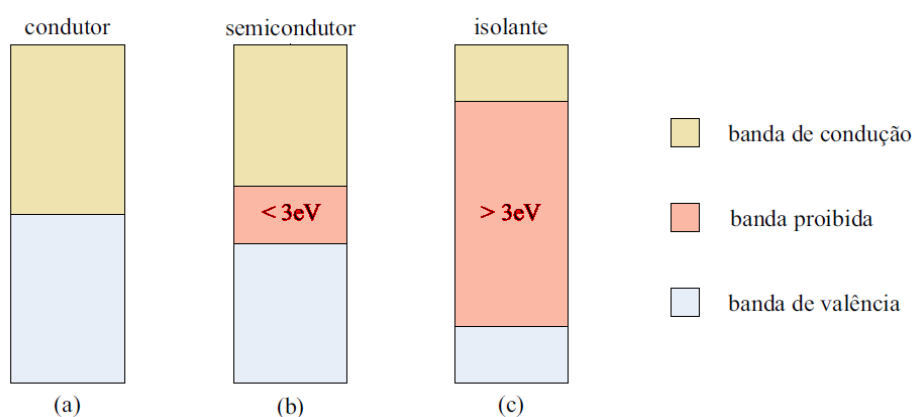 condutor
semicondutor
isolante
< 3eV
> 3eV
banda de condução
banda proibida
banda de valência
(a)
(b)
(c)